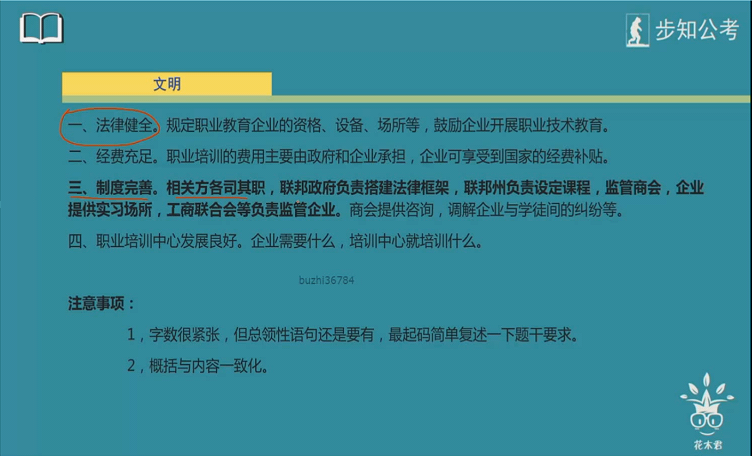 步知公考
文明
一、法律健全。规定职业教育企业的资格、设备、场所等，鼓励企业开展职业技术教育。
二、经费充足。职业培训的费用主要由政府和企业承担，企业可享受到国家的经费补贴。
三、制度完善。相关方各司其职，联邦政府负责搭建法律框架，联邦州负责设定课程，监管商会，企业
提供实习场所，工商联合会等负责监管企业。商会提供咨询，调解企业与学徒间的纠纷等。
四、职业培训中心发展良好。企业需要什么，培训中心就培训什么。
buzhi36784
注意事项：
1，字数很紧张，但总领性语句还是要有，最起码简单复述一下题干要求。
2，概括与内容一致化。
花木君